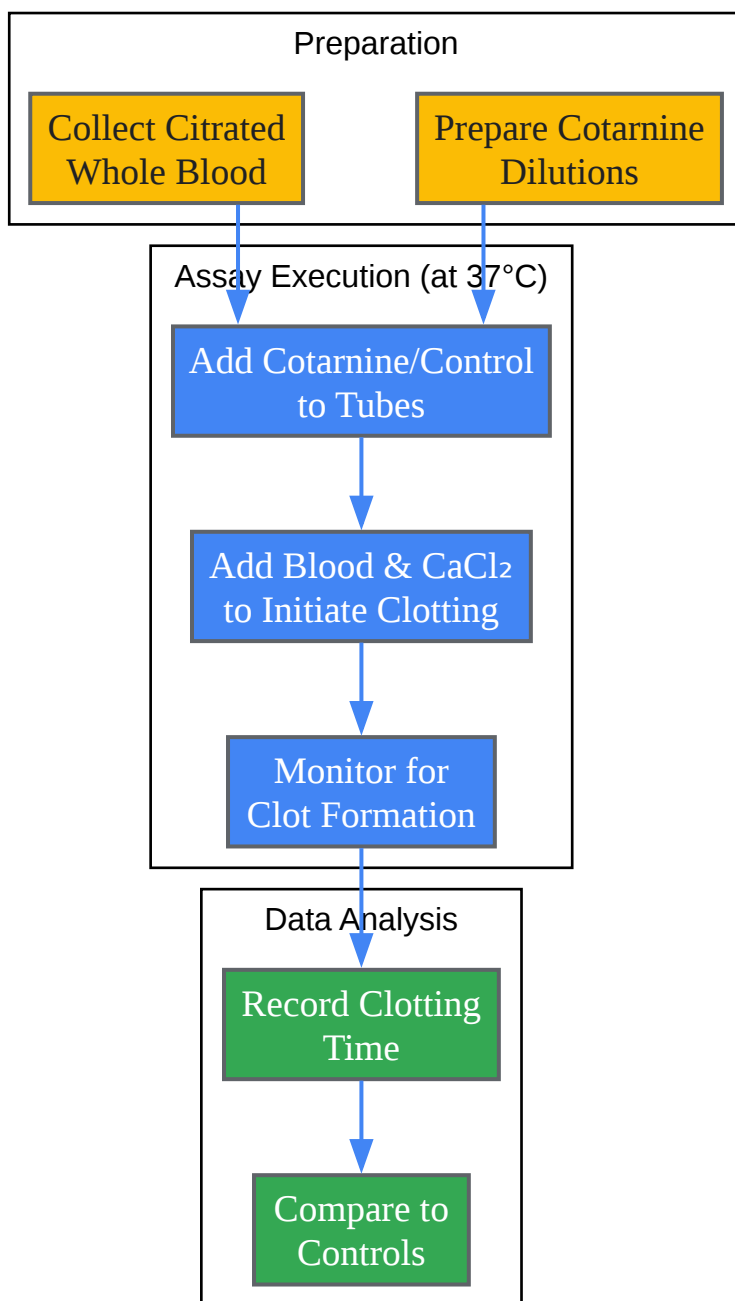 Preparation
Collect Citrated
Whole Blood
Prepare Cotarnine
Dilutions
Assay Execution (at 37°C)
Add Cotarnine/Control
to Tubes
Add Blood & CaCl₂
to Initiate Clotting
Monitor for
Clot Formation
Data Analysis
Record Clotting
Time
Compare to
Controls